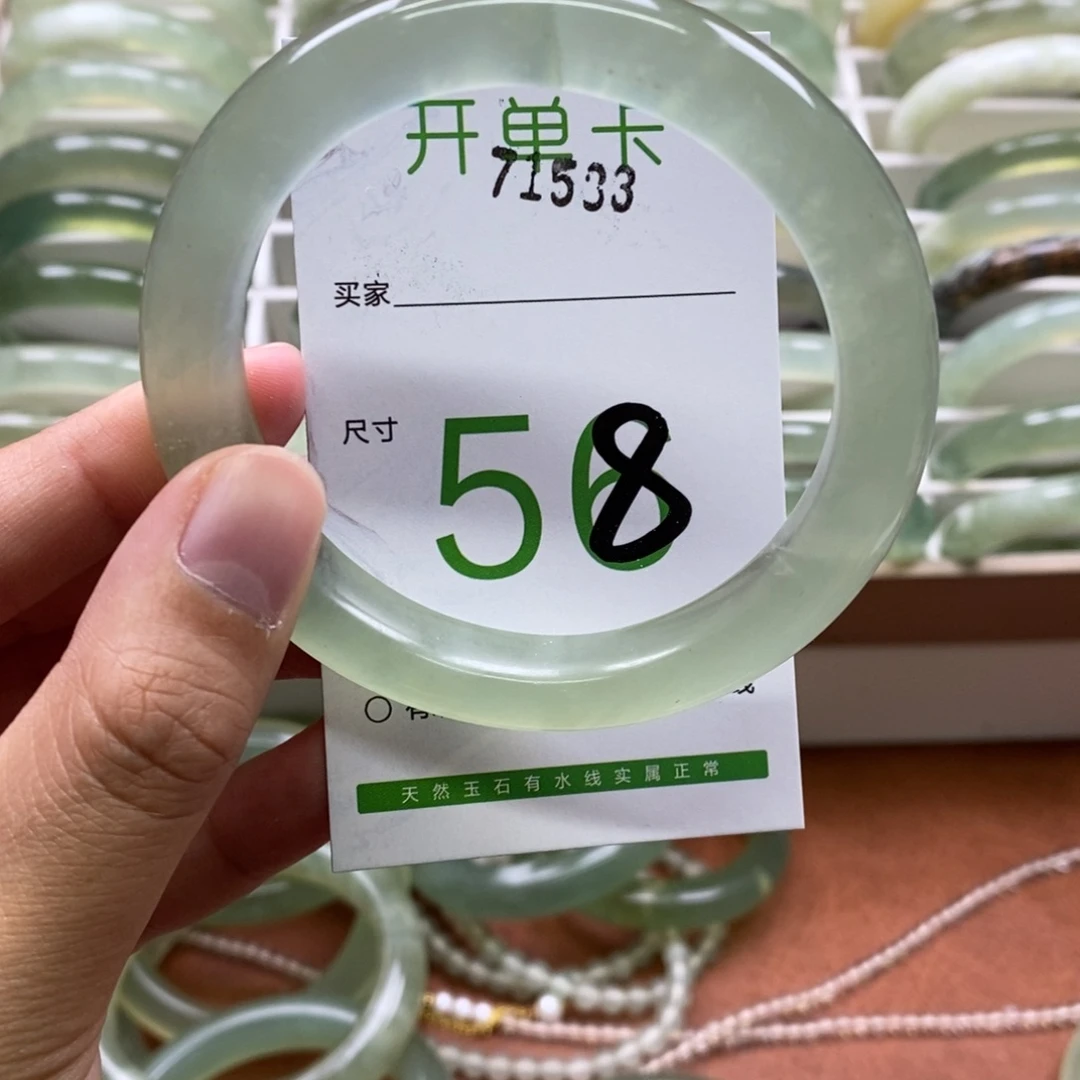 开单卡
71533
买家
尺寸 58
天然玉石有水线实属正常